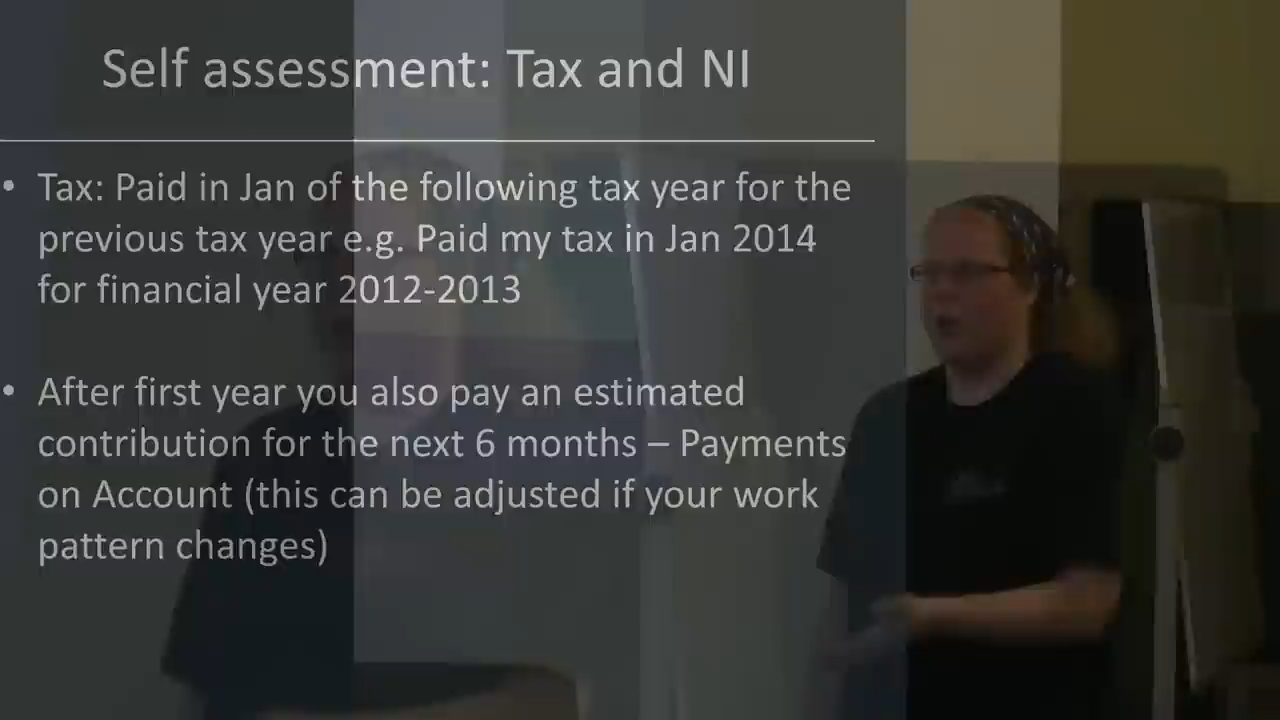 Self assessment: Tax and NI
• Tax: Paid in Jan of the following tax year for the
previous tax year e.g. Paid my tax in Jan 2014
for financial year 2012-2013
• After first year you also pay an estimated
contribution for the next 6 months – Payments
on Account (this can be adjusted if your work
pattern changes)